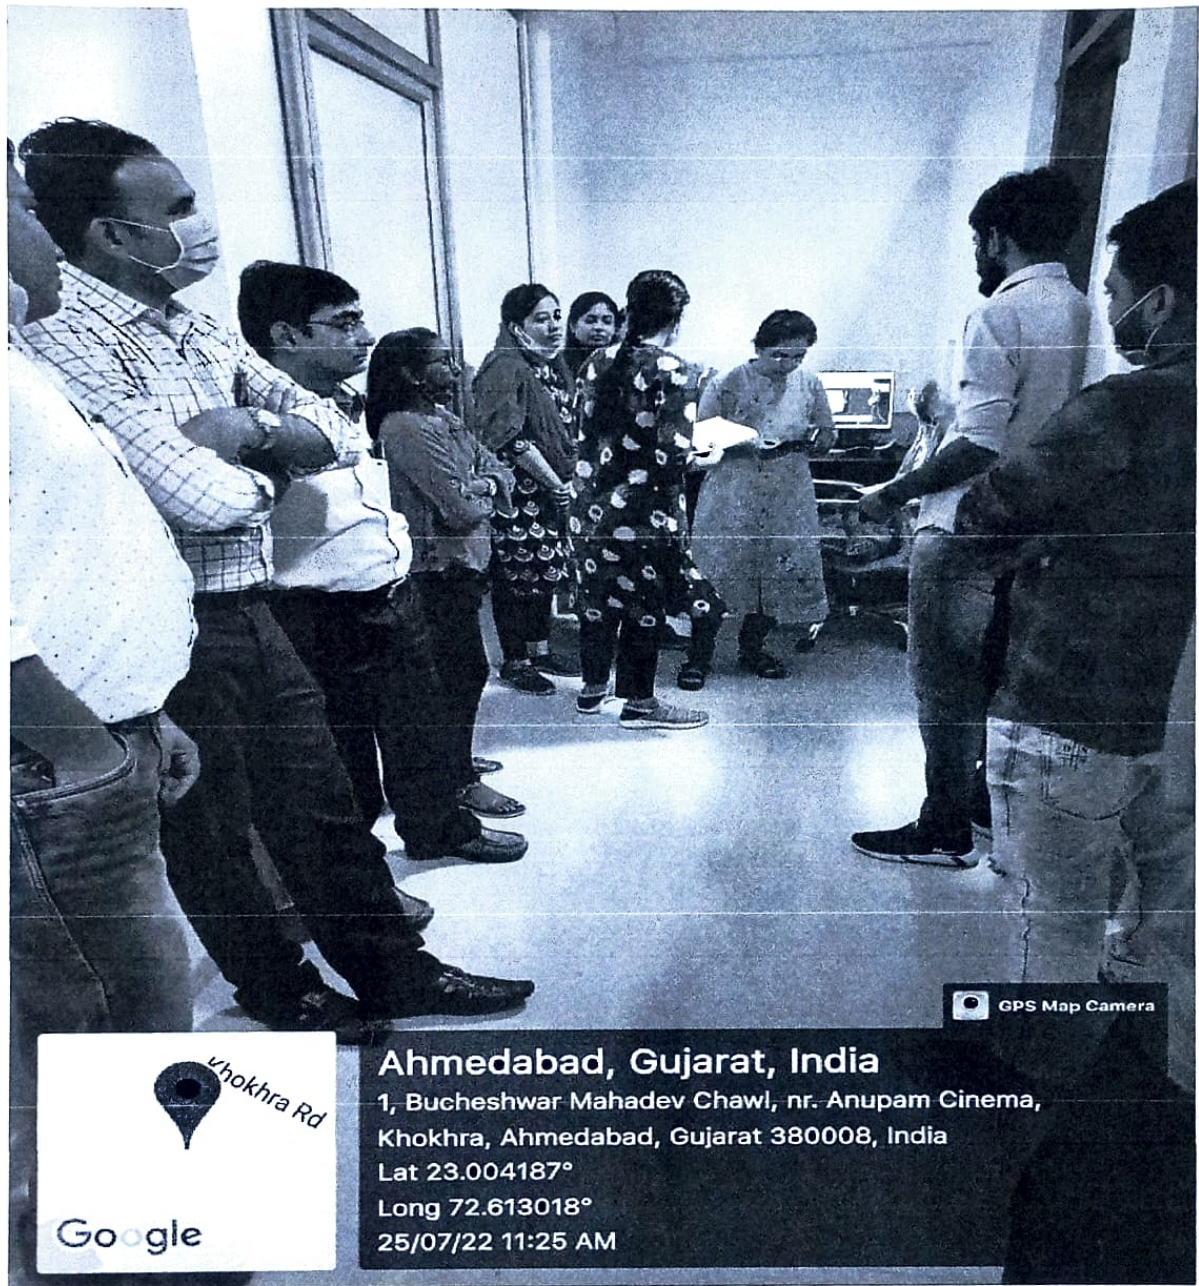 GPS Map Camera
Khokhra Rd
Google
Ahmedabad, Gujarat, India
1, Bucheshwar Mahadev Chawl, nr. Anupam Cinema,
Khokhra, Ahmedabad, Gujarat 380008, India
Lat 23.004187°
Long 72.613018°
25/07/22 11:25 AM